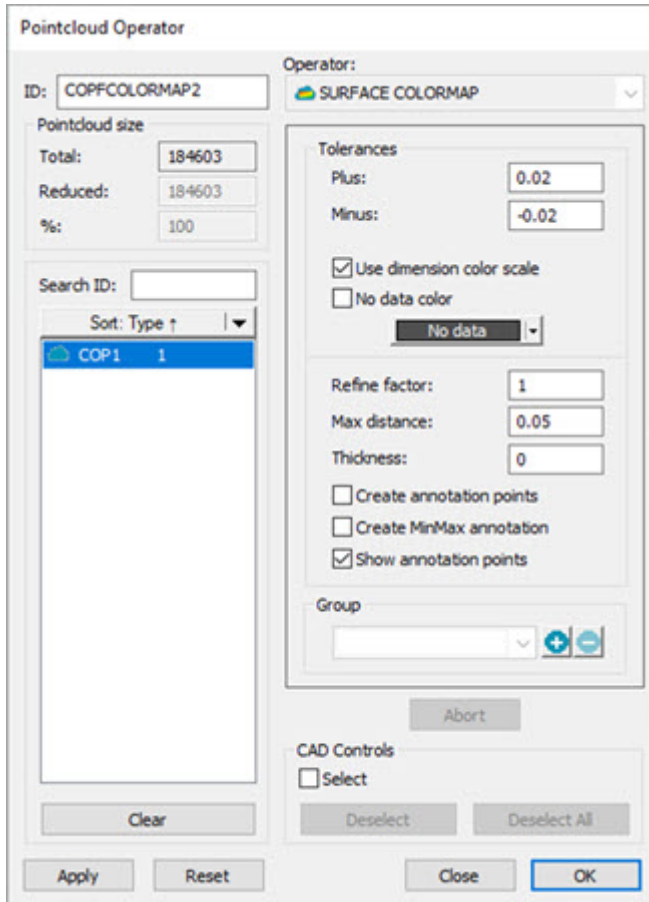 Pointcloud Operator
ID: COPFCOLORMAP2
Operator:
SURFACE COLORMAP
Pointcloud size
Total: 184603
Reduced: 184603
%: 100
Search ID:
Sort: Type ↑
COP1 1
Clear
Tolerances
Plus: 0.02
Minus: -0.02
Use dimension color scale
No data color
No data
Refine factor: 1
Max distance: 0.05
Thickness: 0
Create annotation points
Create MinMax annotation
Show annotation points
Group
Abort
CAD Controls
Select
Deselect Deselect All
Apply Reset Close OK